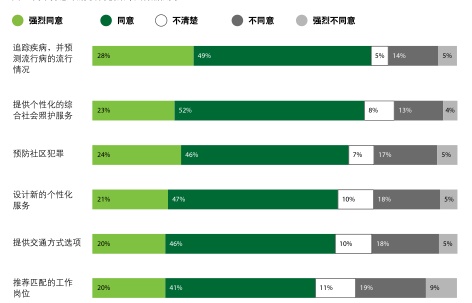 强烈同意 同意 不清楚 不同意 强烈不同意
追踪疾病，并预
测流行病的流行
情况
28% 49% 5% 14% 5%
提供个性化的综
合社会照护服务
23% 52% 8% 13% 4%
预防社区犯罪
24% 46% 7% 17% 5%
设计新的个性化
服务
21% 47% 10% 18% 5%
提供交通方式选项
20% 46% 10% 18% 5%
推荐匹配的工作
岗位
20% 41% 11% 19% 9%